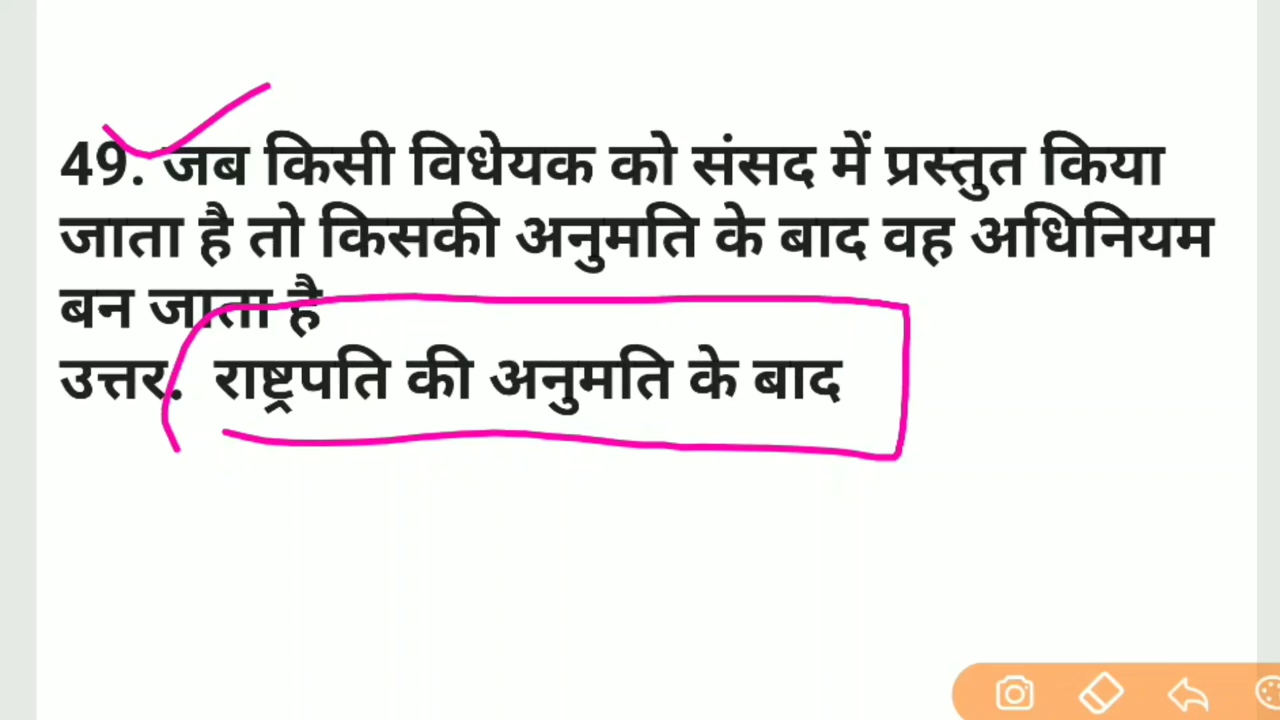 49. जब किसी विधेयक को संसद में प्रस्तुत किया
जाता है तो किसकी अनुमति के बाद वह अधिनियम
बन जाता है
उत्तर. राष्ट्रपति की अनुमति के बाद